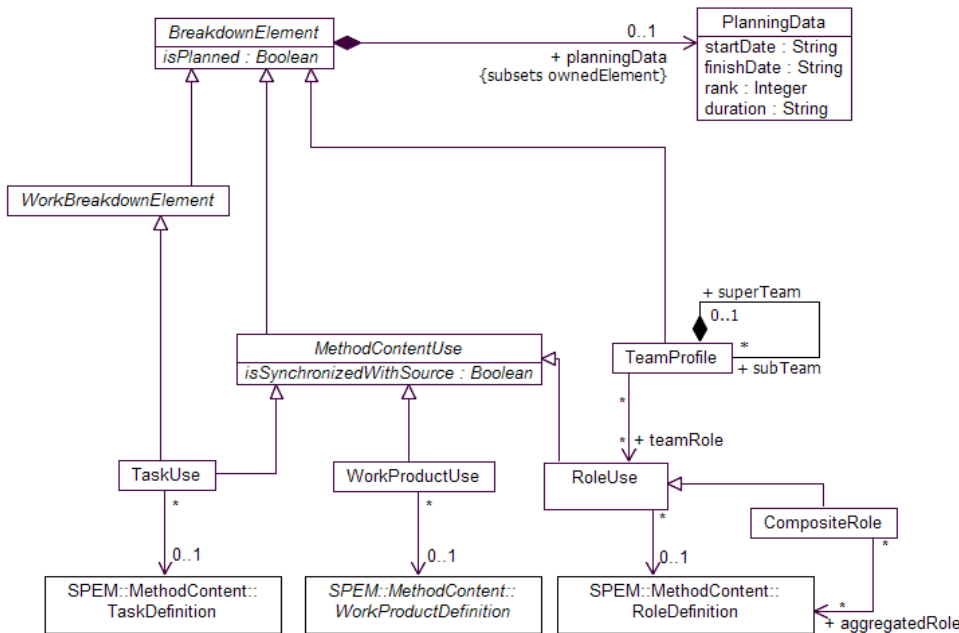 BreakdownElement
isPlanned : Boolean
0..1
+ planningData
{subsets ownedElement}
PlanningData
startDate : String
finishDate : String
rank : Integer
duration : String
WorkBreakdownElement
+ superTeam
0..1
MethodContentUse
isSynchronizedWithSource : Boolean
TeamProfile
*
+ subTeam
*
* + teamRole
TaskUse
WorkProductUse
RoleUse
CompositeRole
*
*
*
*
0..1
0..1
0..1
SPEM::MethodContent::
TaskDefinition
SPEM::MethodContent::
WorkProductDefinition
SPEM::MethodContent::
RoleDefinition
*
+ aggregatedRole